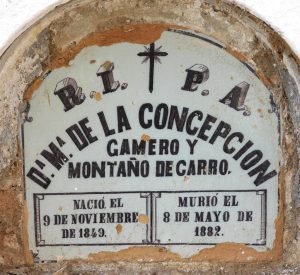 R. I. P. A.
Dª Mª DE LA CONCEPCION
GAMERO Y
MONTAÑO DE CARRO.
NACIÓ EL
9 DE NOVIEMBRE
DE 1849.
MURIÓ EL
8 DE MAYO DE
1882.